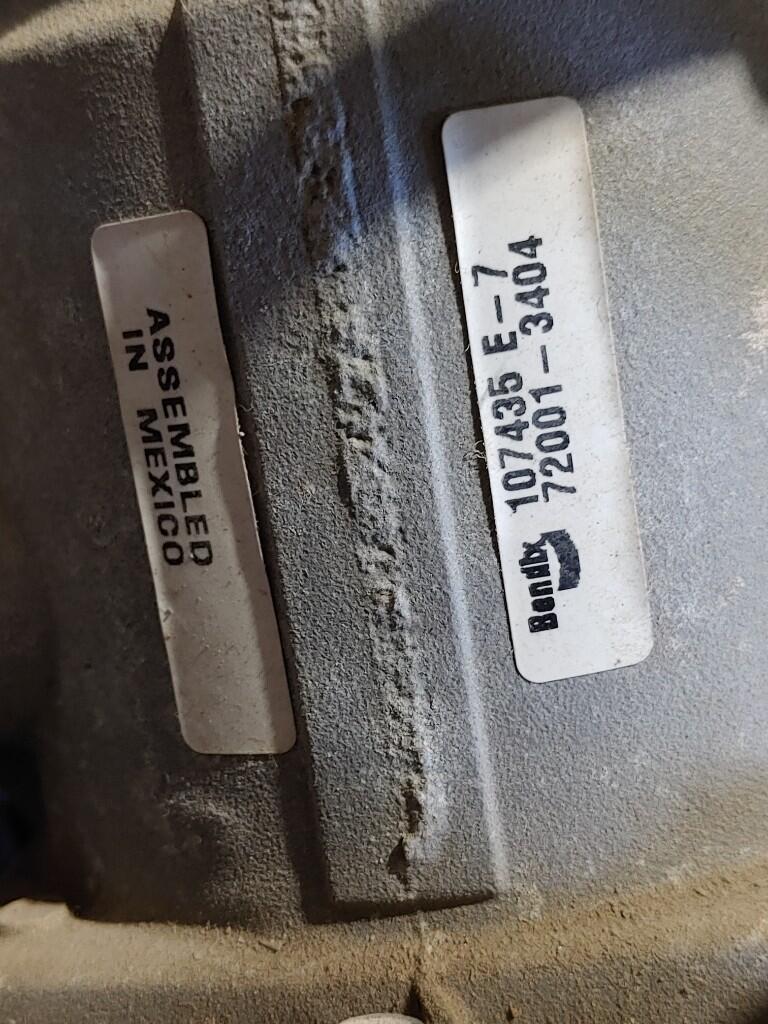 ASSEMBLED
IN MEXICO
Bendix 107435 E-7
72001-3404